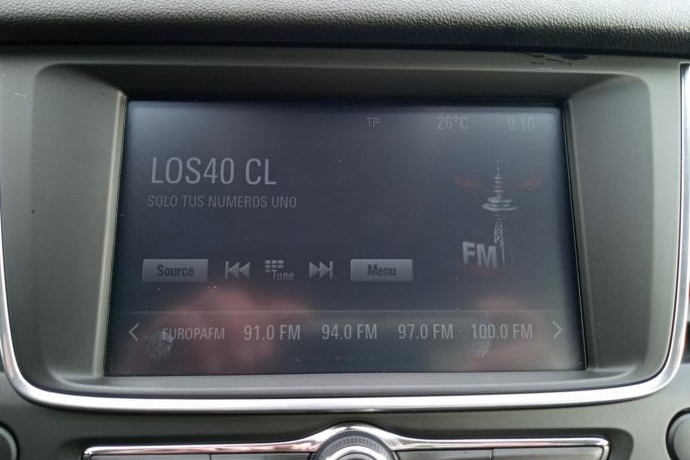 TP 26°C 9:16
LOS40 CL
SOLO TUS NUMEROS UNO
FM
Source Tune Menu
EUROPAFM 91.0 FM 94.0 FM 97.0 FM 100.0 FM